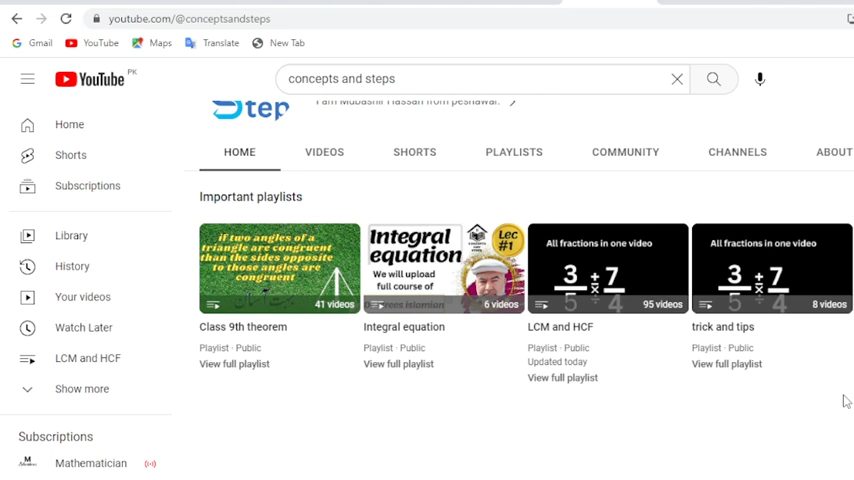 youtube.com/@conceptsandsteps
Gmail
YouTube
Maps
Translate
New Tab
YouTube PK
concepts and steps
Step
I am Mubashir Hassan from peshawar.
HOME
VIDEOS
SHORTS
PLAYLISTS
COMMUNITY
CHANNELS
ABOUT
Home
Shorts
Subscriptions
Library
History
Your videos
Watch Later
LCM and HCF
Show more
Subscriptions
Mathematician
Important playlists
if two angles of a
triangle are congruent
than the sides opposite
to those angles are
congruent
41 videos
Class 9th theorem
Playlist · Public
View full playlist
Integral
equation
Lec
#1
We will upload
full course of
6 videos
Integral equation
Playlist · Public
View full playlist
All fractions in one video
3 + 7
5 ÷ 4
95 videos
LCM and HCF
Playlist · Public
Updated today
View full playlist
All fractions in one video
3 + 7
5 ÷ 4
8 videos
trick and tips
Playlist · Public
View full playlist